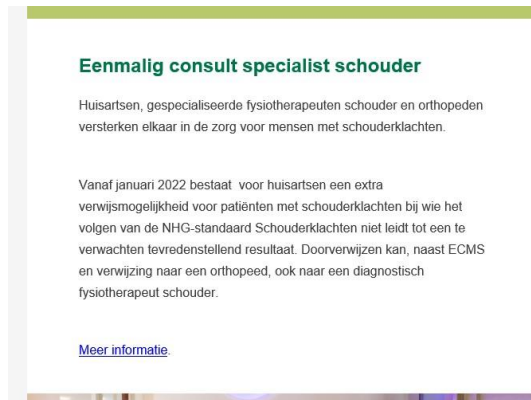 Eenmalig consult specialist schouder
Huisartsen, gespecialiseerde fysiotherapeuten schouder en orthopeden
versterken elkaar in de zorg voor mensen met schouderklachten.
Vanaf januari 2022 bestaat  voor huisartsen een extra
verwijsmogelijkheid voor patiënten met schouderklachten bij wie het
volgen van de NHG-standaard Schouderklachten niet leidt tot een te
verwachten tevredenstellend resultaat. Doorverwijzen kan, naast ECMS
en verwijzing naar een orthopeed, ook naar een diagnostisch
fysiotherapeut schouder.
Meer informatie.